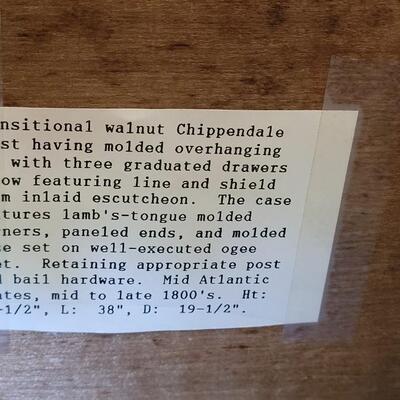 nsitional walnut Chippendale
st having molded overhanging
with three graduated drawers
ow featuring line and shield
m inlaid escutcheon. The case
tures lamb's-tongue molded
ners, paneled ends, and molded
e set on well-executed ogee
et. Retaining appropriate post
d bail hardware. Mid Atlantic
ates, mid to late 1800's. Ht:
-1/2", L: 38", D: 19-1/2".